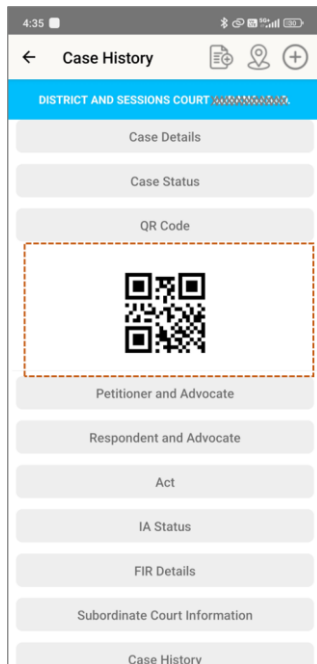 4:35
Case History
DISTRICT AND SESSIONS COURT
Case Details
Case Status
QR Code
Petitioner and Advocate
Respondent and Advocate
Act
IA Status
FIR Details
Subordinate Court Information
Case History